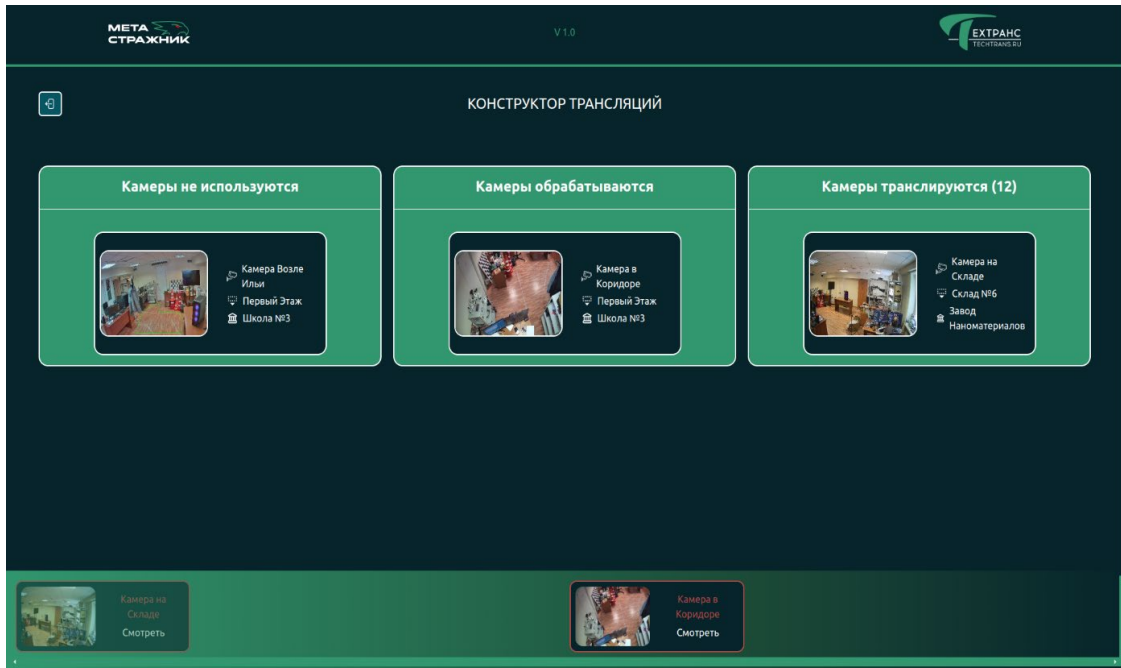 МЕТА
СТРАЖНИК
V 1.0
ЕХТРАНС
TECHTRANS.RU
КОНСТРУКТОР ТРАНСЛЯЦИЙ
Камеры не используются
Камера Возле
Ильи
Первый Этаж
Школа №3
Камеры обрабатываются
Камера в
Коридоре
Первый Этаж
Школа №3
Камеры транслируются (12)
Камера на
Складе
Склад №6
Завод
Наноматериалов
Камера на
Складе
Смотреть
Камера в
Коридоре
Смотреть